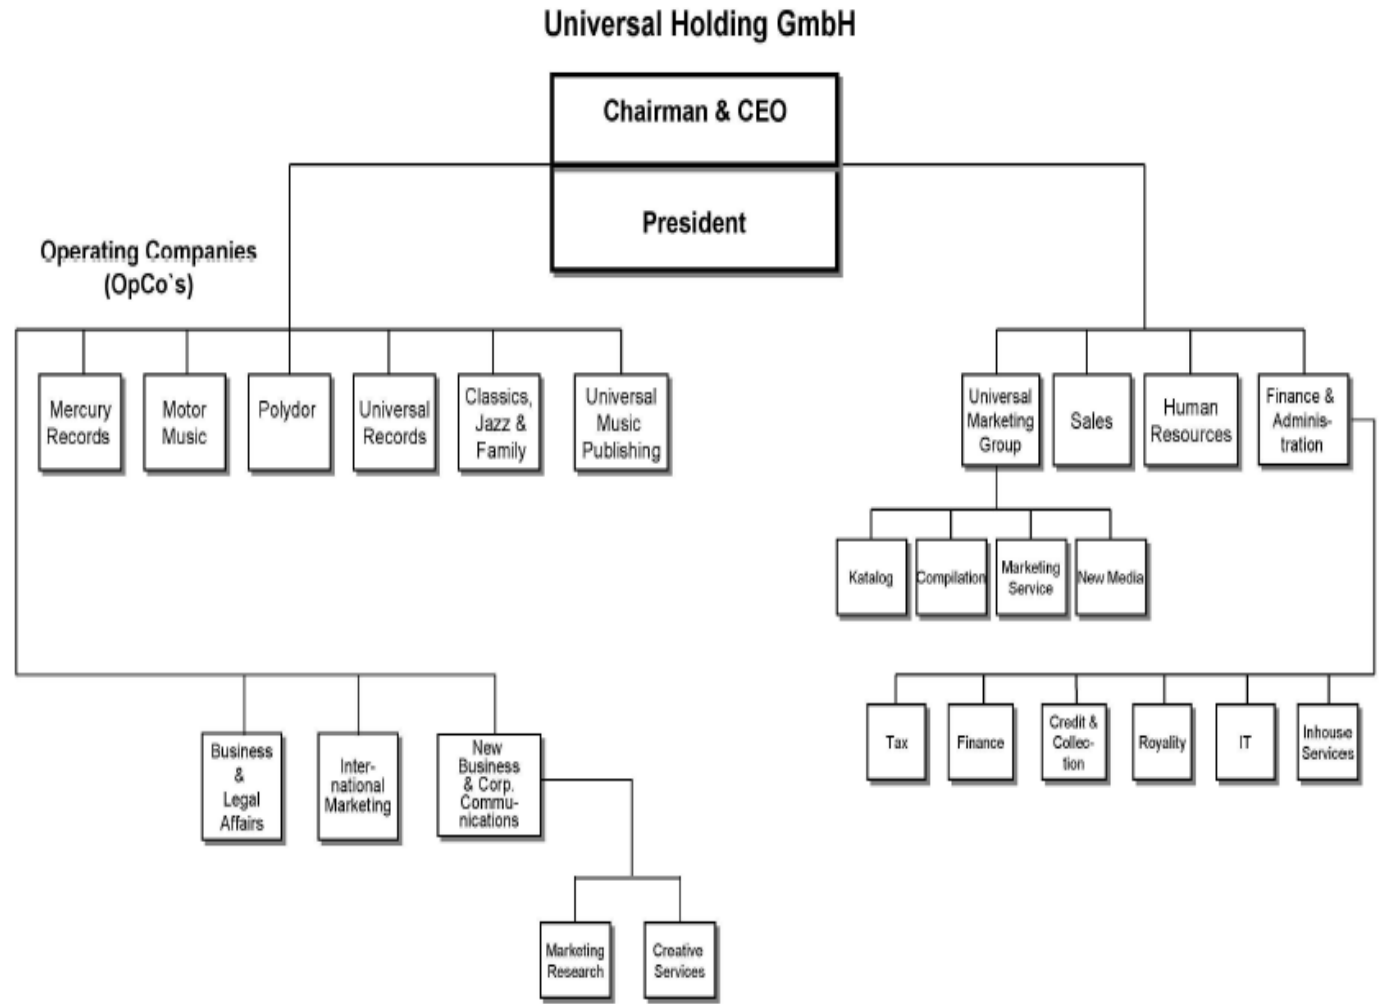 Universal Holding GmbH
Chairman & CEO
President
Operating Companies
(OpCo`s)
Mercury
Records
Motor
Music
Polydor
Universal
Records
Classics,
Jazz &
Family
Universal
Music
Publishing
Universal
Marketing
Group
Sales
Human
Resources
Finance &
Adminis-
tration
Katalog
Compilation
Marketing
Service
New Media
Business
&
Legal
Affairs
Inter-
national
Marketing
New
Business
& Corp.
Commu-
nications
Tax
Finance
Credit &
Collec-
tion
Royality
IT
Inhouse
Services
Marketing
Research
Creative
Services